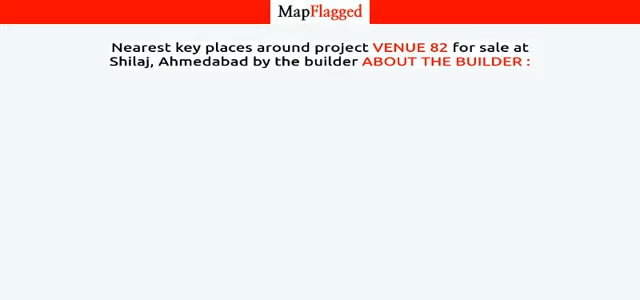 MapFlagged
Nearest key places around project VENUE 82 for sale at
Shilaj, Ahmedabad by the builder ABOUT THE BUILDER :